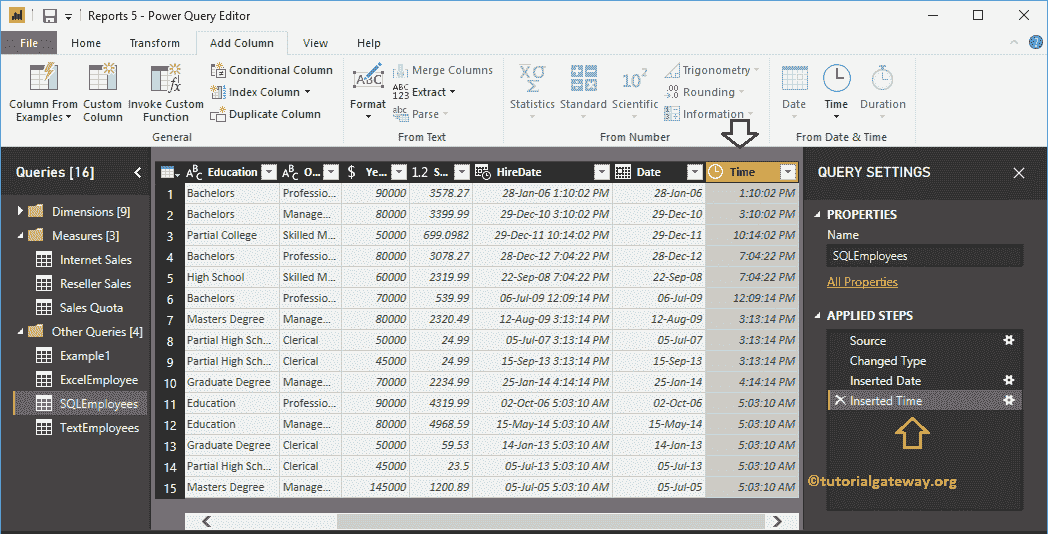 Reports 5 - Power Query Editor
File Home Transform Add Column View Help
Column From Examples
Custom Column
Invoke Custom Function
Conditional Column
Index Column
Duplicate Column
General
Format
Merge Columns
Extract
Parse
From Text
Statistics
Standard
Scientific
Trigonometry
Rounding
Information
From Number
Date
Time
Duration
From Date & Time
Queries [16]
Dimensions [9]
Measures [3]
Internet Sales
Reseller Sales
Sales Quota
Other Queries [4]
Example1
ExcelEmployee
SQLEmployees
TextEmployees
Education O... $ Ye... 1.2 S... HireDate Date Time
1 Bachelors Professio... 90000 3578.27 28-Jan-06 1:10:02 PM 28-Jan-06 1:10:02 PM
2 Bachelors Manage... 80000 3399.99 29-Dec-10 3:10:02 PM 29-Dec-10 3:10:02 PM
3 Partial College Skilled M... 50000 699.0982 29-Dec-11 10:14:02 PM 29-Dec-11 10:14:02 PM
4 Bachelors Professio... 80000 3078.27 28-Dec-12 7:04:22 PM 28-Dec-12 7:04:22 PM
5 High School Skilled M... 60000 2319.99 22-Sep-08 7:04:22 PM 22-Sep-08 7:04:22 PM
6 Bachelors Professio... 70000 539.99 06-Jul-09 12:09:14 PM 06-Jul-09 12:09:14 PM
7 Masters Degree Manage... 80000 2320.49 12-Aug-09 3:13:14 PM 12-Aug-09 3:13:14 PM
8 Partial High Sch... Clerical 50000 24.99 05-Jul-07 3:13:14 PM 05-Jul-07 3:13:14 PM
9 Partial High Sch... Clerical 45000 24.99 15-Sep-13 3:13:14 PM 15-Sep-13 3:13:14 PM
10 Graduate Degree Manage... 70000 2234.99 25-Jan-14 4:14:14 PM 25-Jan-14 4:14:14 PM
11 Education Professio... 90000 4319.99 02-Oct-06 5:03:10 AM 02-Oct-06 5:03:10 AM
12 Education Manage... 80000 4968.59 15-May-14 5:03:10 AM 15-May-14 5:03:10 AM
13 Graduate Degree Clerical 50000 59.53 14-Jan-13 5:03:10 AM 14-Jan-13 5:03:10 AM
14 Partial High Sch... Clerical 45000 23.5 05-Jul-13 5:03:10 AM 05-Jul-13 5:03:10 AM
15 Masters Degree Manage... 145000 1200.89 05-Jul-05 5:03:10 AM 05-Jul-05 5:03:10 AM
QUERY SETTINGS
PROPERTIES
Name
SQLEmployees
All Properties
APPLIED STEPS
Source
Changed Type
Inserted Date
Inserted Time
©tutorialgateway.org